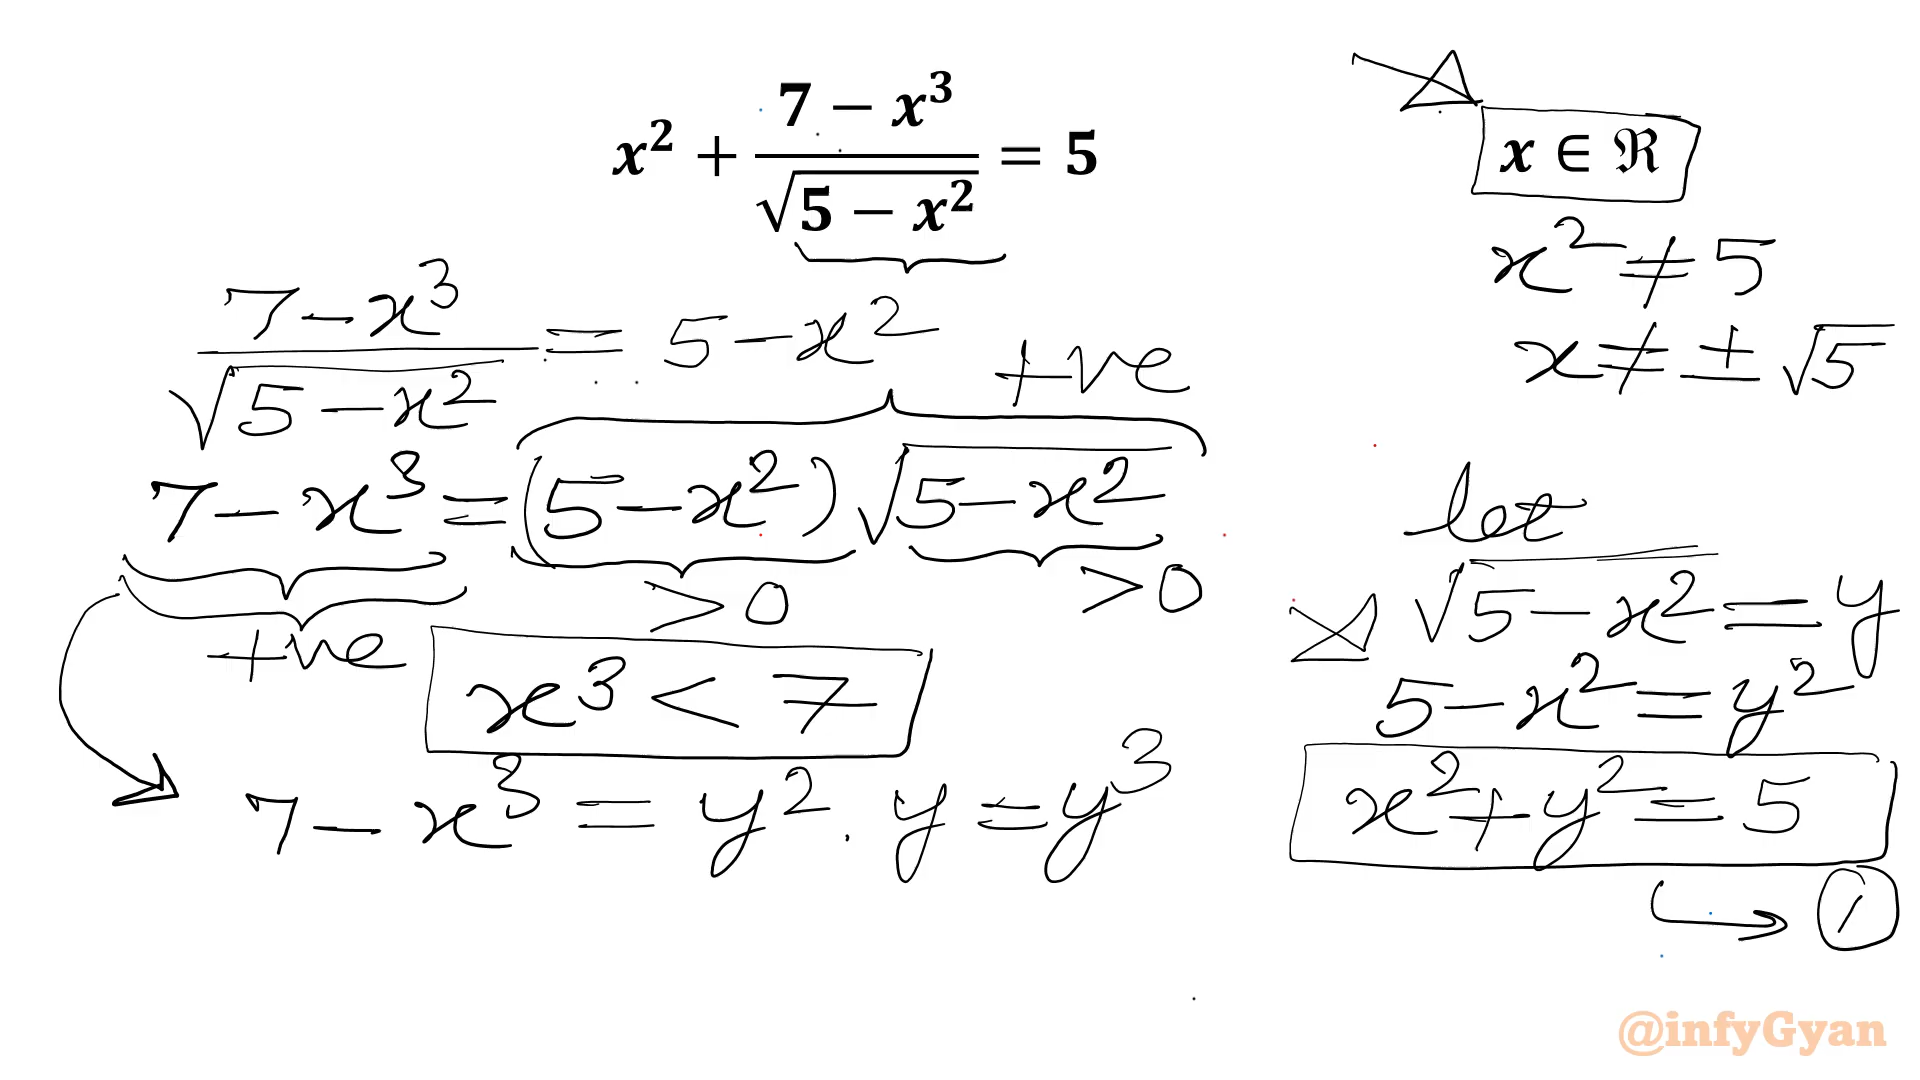 x² + (7 − x³)/√(5 − x²) = 5
x ∈ ℜ
x² ≠ 5
x ≠ ± √5
(7 − x³)/√(5 − x²) = 5 − x²
+ve
7 − x³ = (5 − x²) √(5 − x²)
+ve
> 0
> 0
x³ < 7
7 − x³ = y² . y = y³
let
√(5 − x²) = y
5 − x² = y²
x² + y² = 5
1
@infyGyan